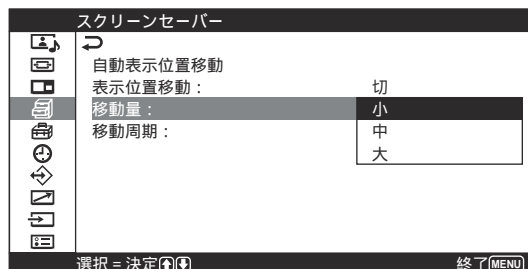 スクリーンセーバー
自動表示位置移動
表示位置移動： 切
移動量： 小
移動周期： 中
大
選択 = 決定 終了 MENU